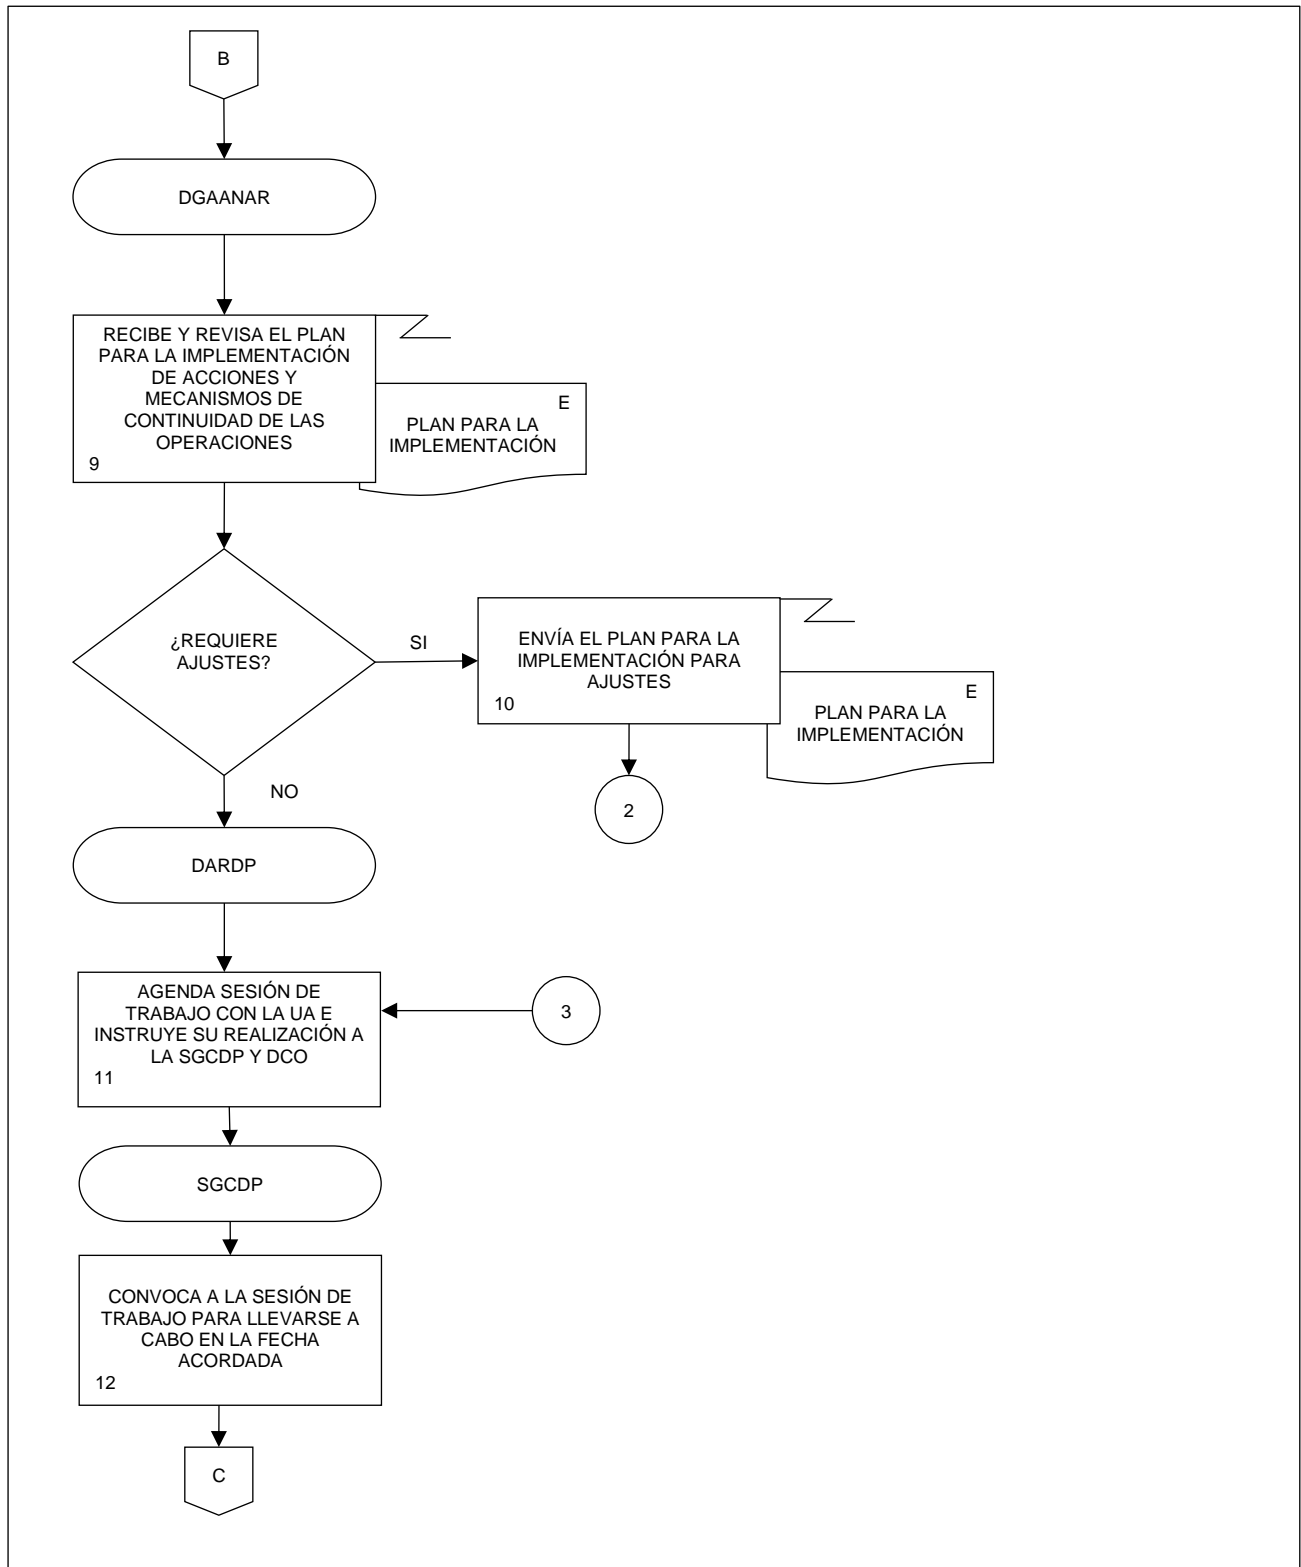 B
DGAANAR
RECIBE Y REVISA EL PLAN
PARA LA IMPLEMENTACIÓN
DE ACCIONES Y
MECANISMOS DE
CONTINUIDAD DE LAS
OPERACIONES
9
E
PLAN PARA LA
IMPLEMENTACIÓN
¿REQUIERE
AJUSTES?
SI
ENVÍA EL PLAN PARA LA
IMPLEMENTACIÓN PARA
AJUSTES
10
E
PLAN PARA LA
IMPLEMENTACIÓN
2
NO
DARDP
AGENDA SESIÓN DE
TRABAJO CON LA UA E
INSTRUYE SU REALIZACIÓN A
LA SGCDP Y DCO
11
3
SGCDP
CONVOCA A LA SESIÓN DE
TRABAJO PARA LLEVARSE A
CABO EN LA FECHA
ACORDADA
12
C